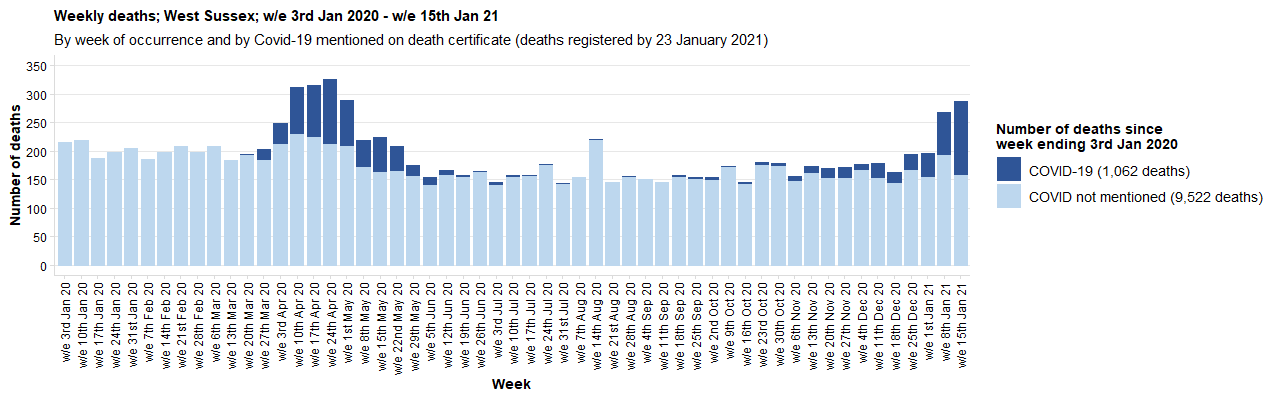 Weekly deaths; West Sussex; w/e 3rd Jan 2020 - w/e 15th Jan 21
By week of occurrence and by Covid-19 mentioned on death certificate (deaths registered by 23 January 2021)
Number of deaths
350
300
250
200
150
100
50
0
w/e 3rd Jan 20
w/e 10th Jan 20
w/e 17th Jan 20
w/e 24th Jan 20
w/e 31st Jan 20
w/e 7th Feb 20
w/e 14th Feb 20
w/e 21st Feb 20
w/e 28th Feb 20
w/e 6th Mar 20
w/e 13th Mar 20
w/e 20th Mar 20
w/e 27th Mar 20
w/e 3rd Apr 20
w/e 10th Apr 20
w/e 17th Apr 20
w/e 24th Apr 20
w/e 1st May 20
w/e 8th May 20
w/e 15th May 20
w/e 22nd May 20
w/e 29th May 20
w/e 5th Jun 20
w/e 12th Jun 20
w/e 19th Jun 20
w/e 26th Jun 20
w/e 3rd Jul 20
w/e 10th Jul 20
w/e 17th Jul 20
w/e 24th Jul 20
w/e 31st Jul 20
w/e 7th Aug 20
w/e 14th Aug 20
w/e 21st Aug 20
w/e 28th Aug 20
w/e 4th Sep 20
w/e 11th Sep 20
w/e 18th Sep 20
w/e 25th Sep 20
w/e 2nd Oct 20
w/e 9th Oct 20
w/e 16th Oct 20
w/e 23rd Oct 20
w/e 30th Oct 20
w/e 6th Nov 20
w/e 13th Nov 20
w/e 20th Nov 20
w/e 27th Nov 20
w/e 4th Dec 20
w/e 11th Dec 20
w/e 18th Dec 20
w/e 25th Dec 20
w/e 1st Jan 21
w/e 8th Jan 21
w/e 15th Jan 21
Week
Number of deaths since
week ending 3rd Jan 2020
COVID-19 (1,062 deaths)
COVID not mentioned (9,522 deaths)